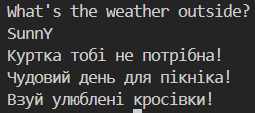 What's the weather outside?
SunnY
Куртка тобі не потрібна!
Чудовий день для пікніка!
Взуй улюблені кросівки!